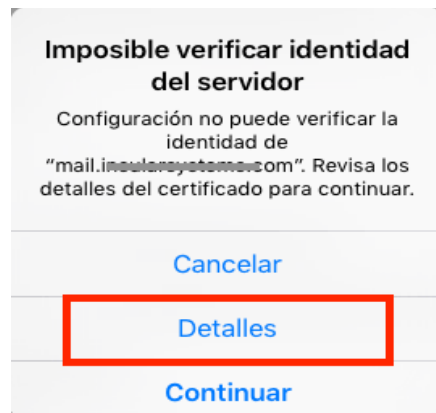 Imposible verificar identidad
del servidor
Configuración no puede verificar la
identidad de
“mail.i com”. Revisa los
detalles del certificado para continuar.
Cancelar
Detalles
Continuar